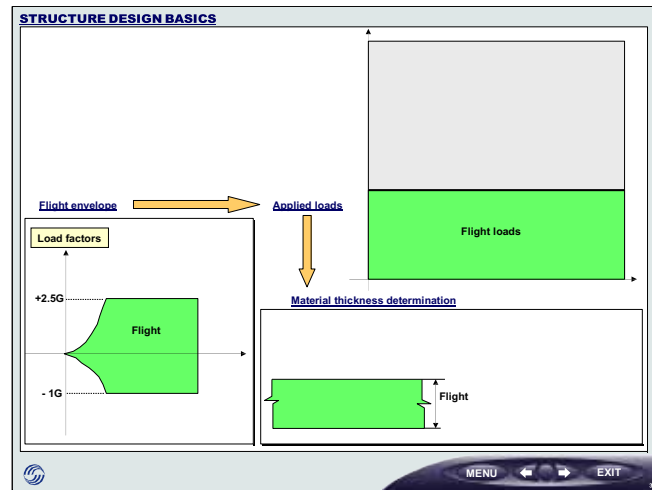 STRUCTURE DESIGN BASICS
Flight envelope
Applied loads
Flight loads
Load factors
Material thickness determination
+2.5G
Flight
- 1G
Flight
MENU
EXIT